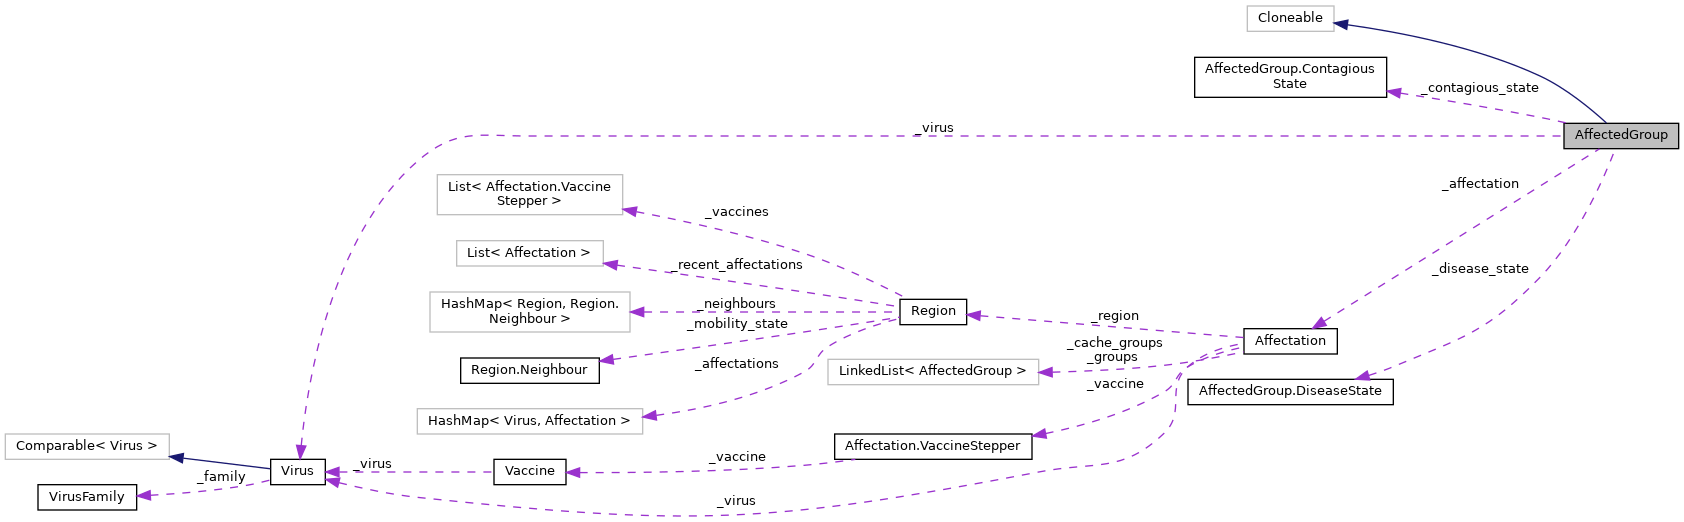 Cloneable
AffectedGroup.Contagious
State
_contagious_state
_virus
AffectedGroup
List< Affectation.Vaccine
Stepper >
_affectation
_vaccines
List< Affectation >
_recent_affectations
_disease_state
HashMap< Region, Region.
Neighbour >
_neighbours
Region
_region
_mobility_state
Affectation
_cache_groups
_groups
Region.Neighbour
_affectations
LinkedList< AffectedGroup >
_vaccine
AffectedGroup.DiseaseState
HashMap< Virus, Affectation >
Comparable< Virus >
Affectation.VaccineStepper
_vaccine
Virus
_virus
Vaccine
_family
VirusFamily
_virus